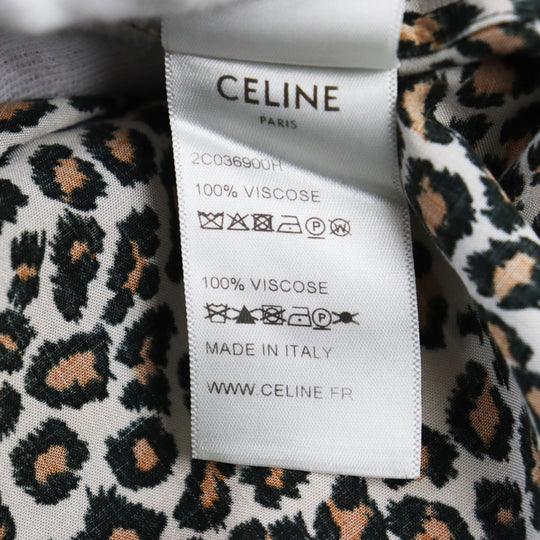 CELINE
PARIS
2C036900H
100% VISCOSE
100% VISCOSE
MADE IN ITALY
WWW.CELINE.FR